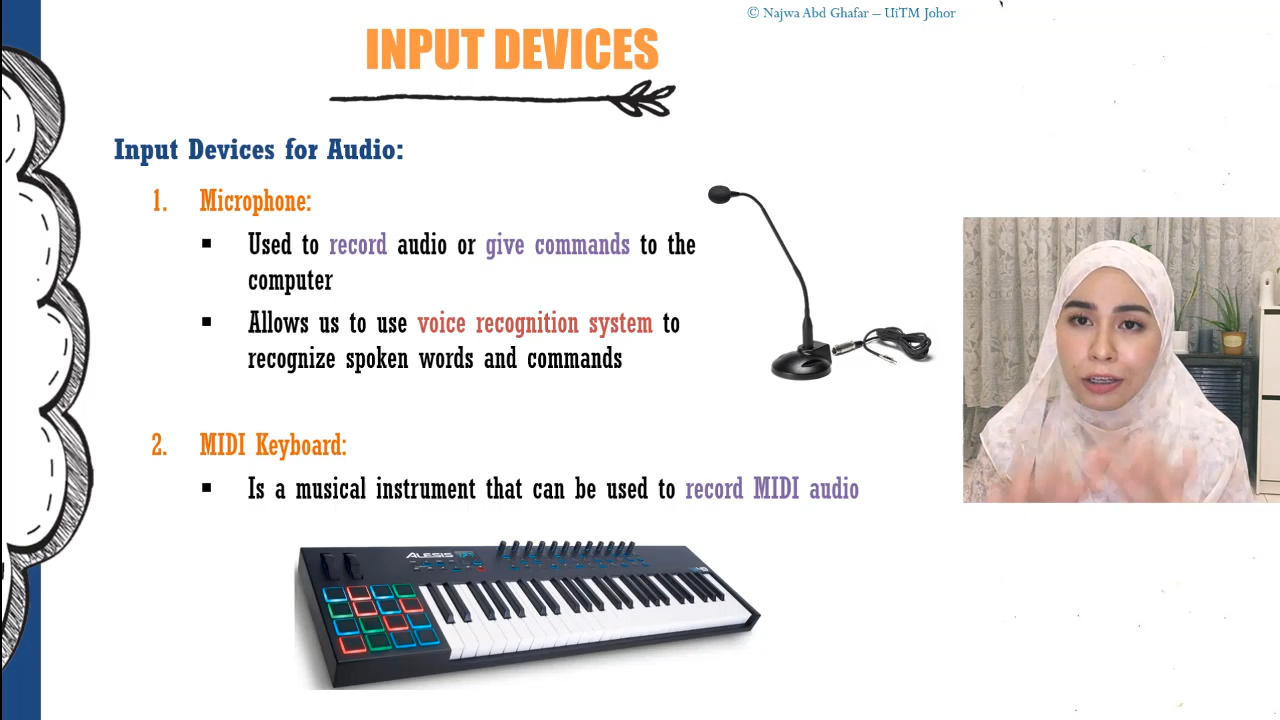 © Najwa Abd Ghafar – UiTM Johor
INPUT DEVICES
Input Devices for Audio:
1. Microphone:
▪ Used to record audio or give commands to the
computer
▪ Allows us to use voice recognition system to
recognize spoken words and commands
2. MIDI Keyboard:
▪ Is a musical instrument that can be used to record MIDI audio
ALESIS